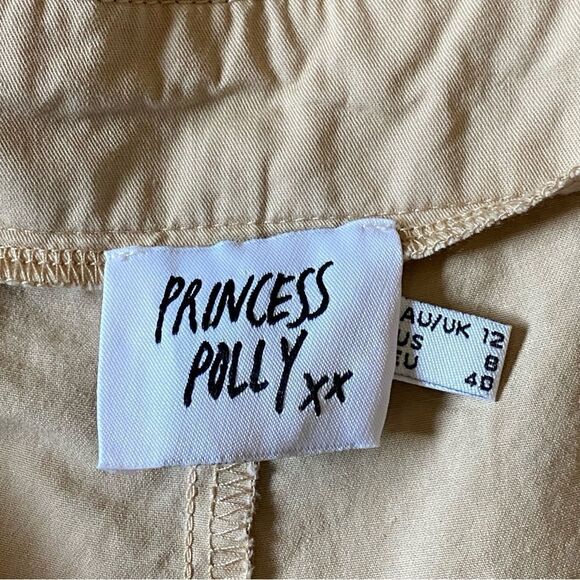 PRINCESS
POLLY xx
AU/UK 12
US 8
EU 40